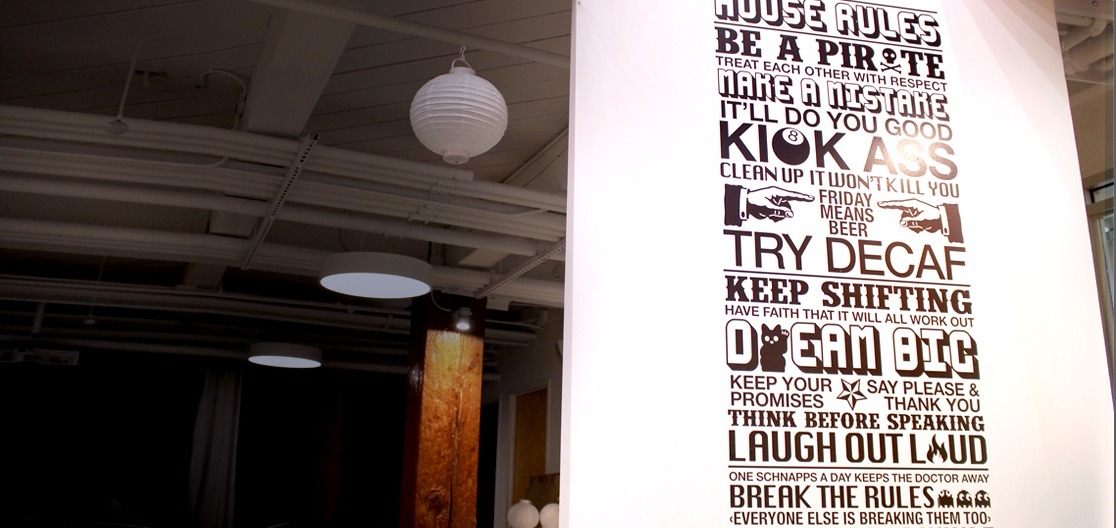 HOUSE RULES
BE A PIRATE
TREAT EACH OTHER WITH RESPECT
MAKE A MISTAKE
IT'LL DO YOU GOOD
KICK ASS
8
CLEAN UP IT WON'T KILL YOU
FRIDAY
MEANS
BEER
TRY DECAF
KEEP SHIFTING
HAVE FAITH THAT IT WILL ALL WORK OUT
DREAM BIG
KEEP YOUR
PROMISES
SAY PLEASE &
THANK YOU
THINK BEFORE SPEAKING
LAUGH OUT LOUD
ONE SCHNAPPS A DAY KEEPS THE DOCTOR AWAY
BREAK THE RULES
‹EVERYONE ELSE IS BREAKING THEM TOO›